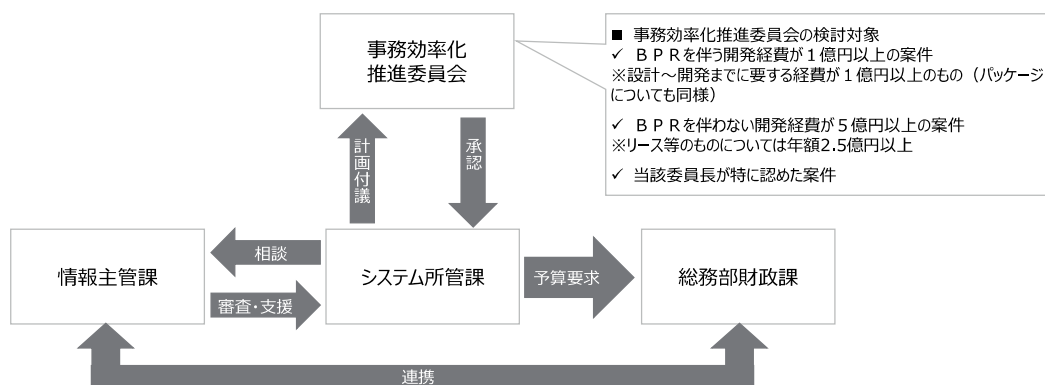 事務効率化
推進委員会
■ 事務効率化推進委員会の検討対象
✓ BPRを伴う開発経費が1億円以上の案件
※設計～開発までに要する経費が1億円以上のもの（パッケージ
についても同様）
✓ BPRを伴わない開発経費が5億円以上の案件
※リース等のものについては年額2.5億円以上
✓ 当該委員長が特に認めた案件
計画付議
承認
情報主管課
相談
審査・支援
システム所管課
予算要求
総務部財政課
連携